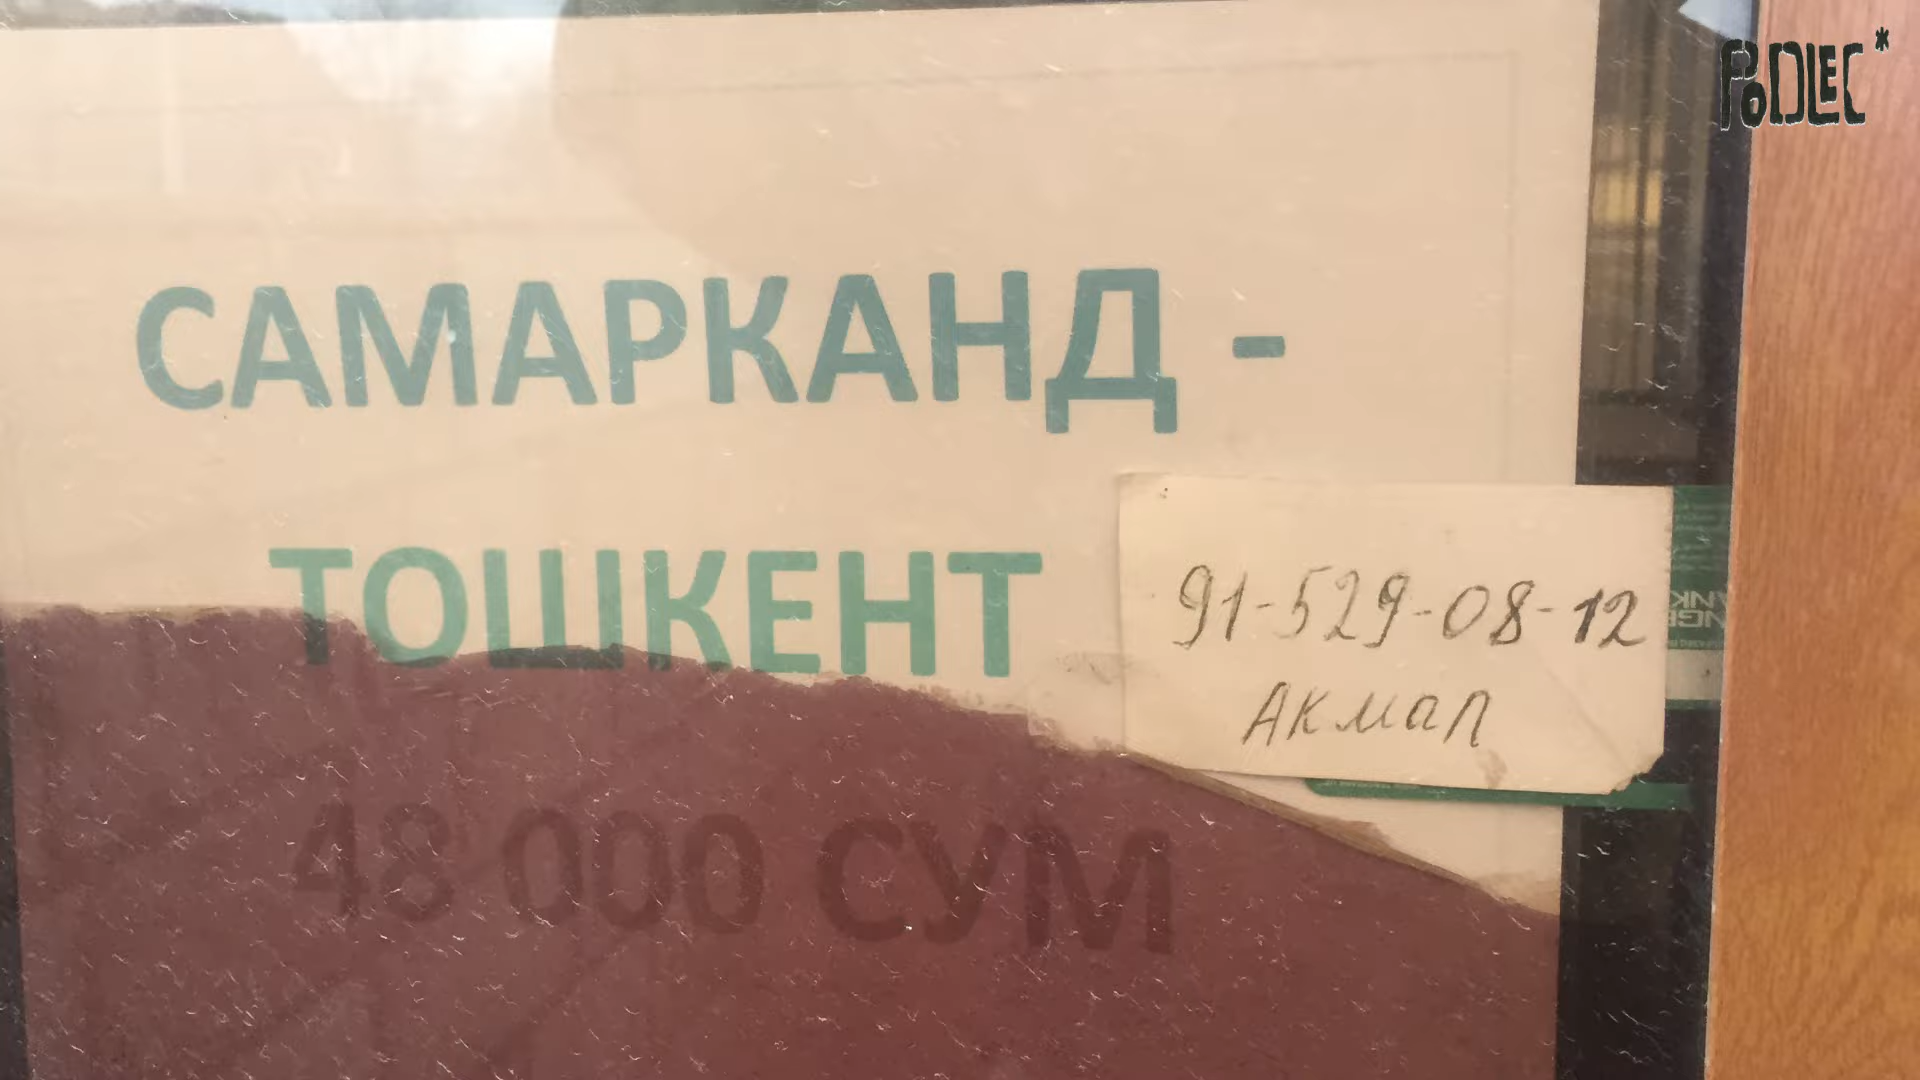 PODLEC*
САМАРКАНД -
ТОШКЕНТ
91-529-08-12
Акмал
48 000 СУМ